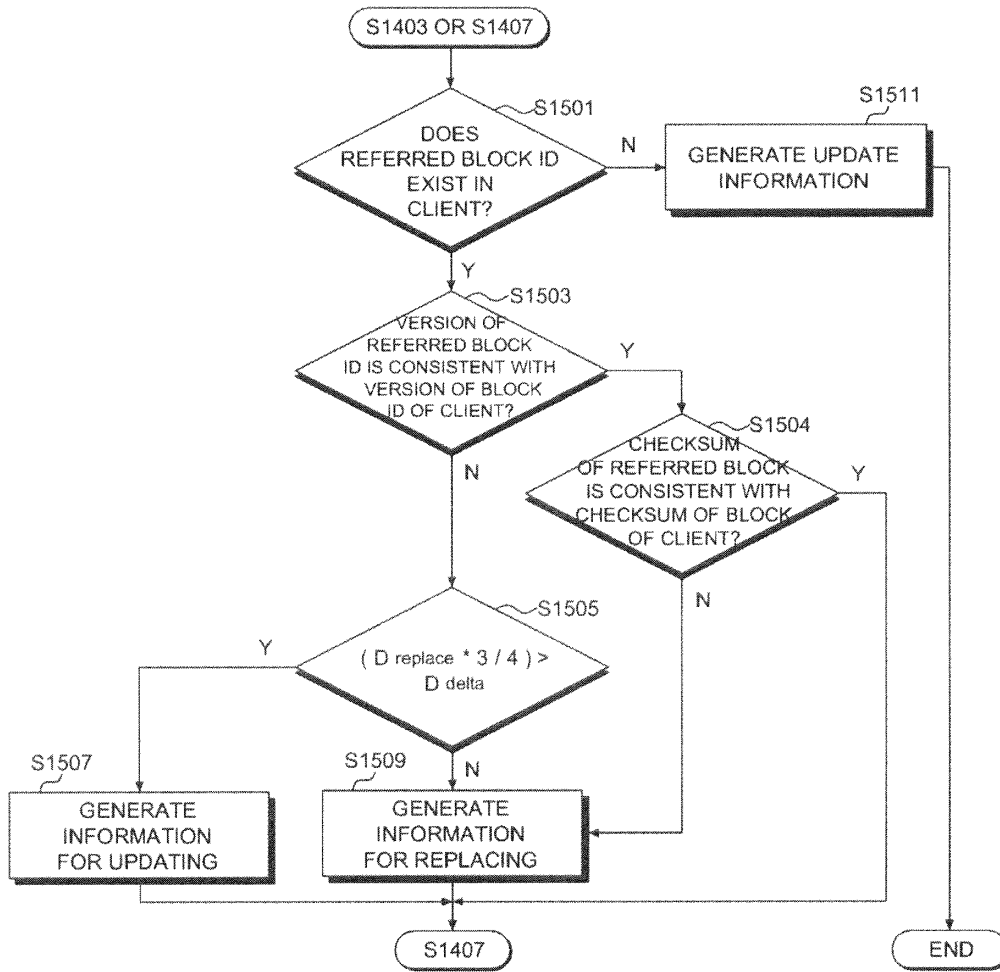 S1403 OR S1407
S1501
DOES
REFERRED BLOCK ID
EXIST IN
CLIENT?
N
S1511
GENERATE UPDATE
INFORMATION
Y
S1503
VERSION OF
REFERRED BLOCK
ID IS CONSISTENT WITH
VERSION OF BLOCK
ID OF CLIENT?
Y
S1504
CHECKSUM
OF REFERRED BLOCK
IS CONSISTENT WITH
CHECKSUM OF BLOCK
OF CLIENT?
Y
N
N
S1505
( D replace * 3 / 4 ) >
D delta
Y
N
S1507
GENERATE
INFORMATION
FOR UPDATING
S1509
GENERATE
INFORMATION
FOR REPLACING
S1407
END